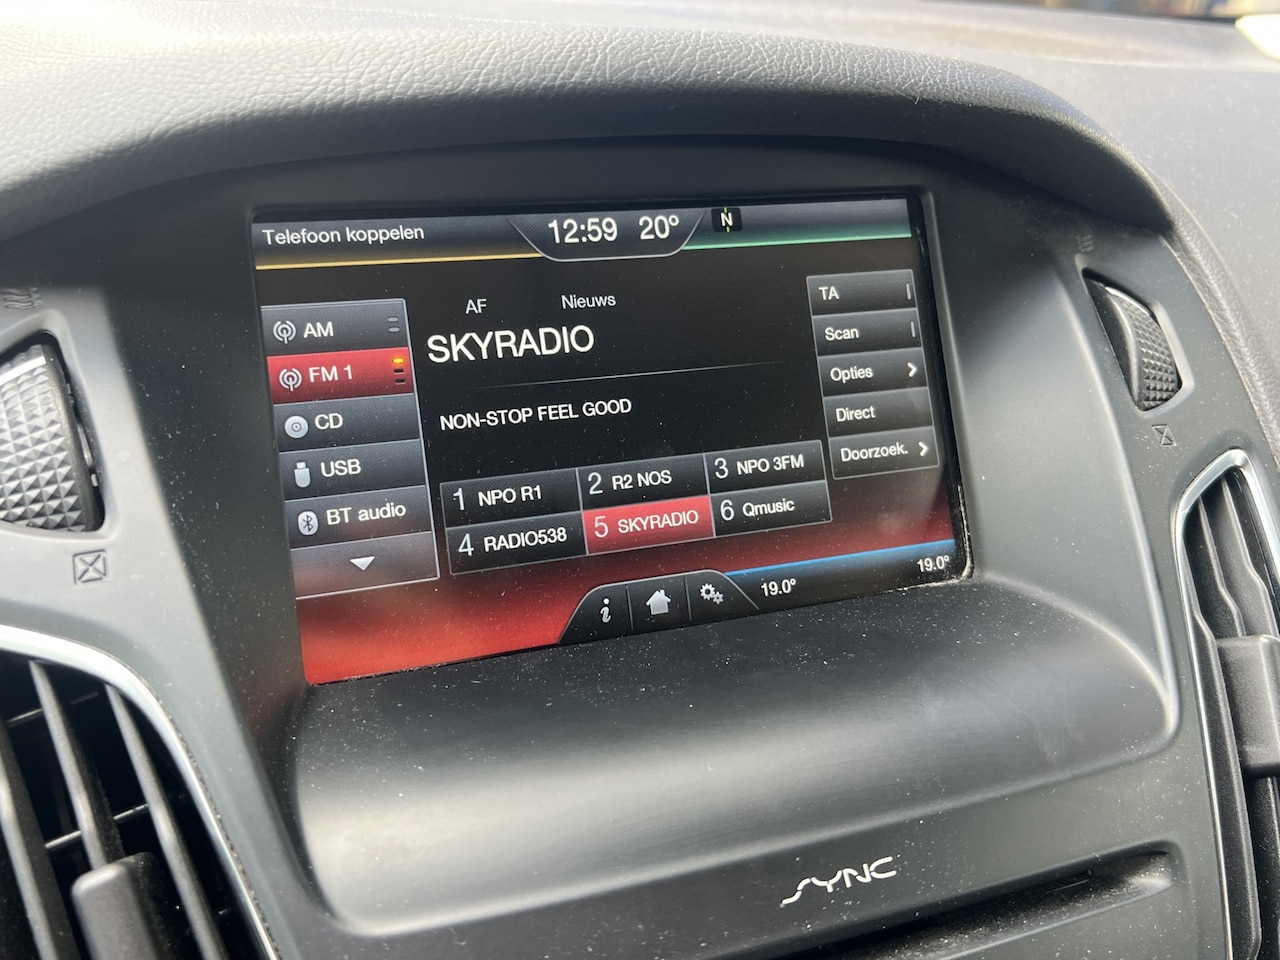 Telefoon koppelen
12:59 20°
N
AM
FM 1
CD
USB
BT audio
AF Nieuws
SKYRADIO
NON-STOP FEEL GOOD
1 NPO R1
2 R2 NOS
3 NPO 3FM
4 RADIO538
5 SKYRADIO
6 Qmusic
TA
Scan
Opties
Direct
Doorzoek.
i
19.0°
19.0°
SYNC